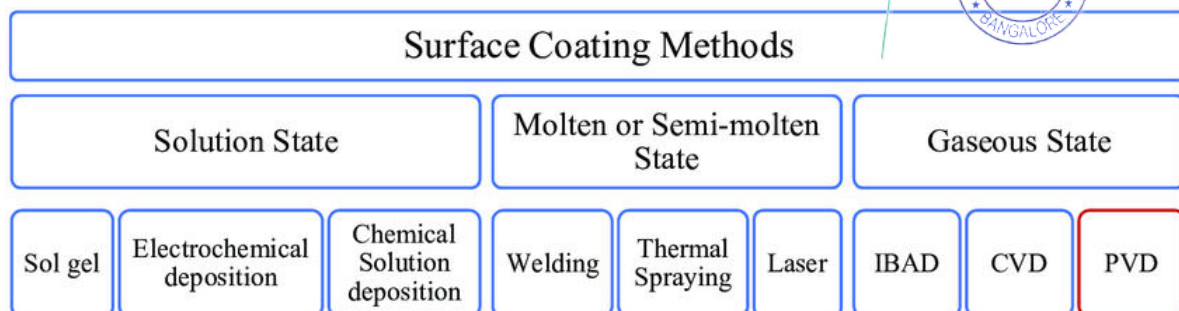 BANGALORE
Surface Coating Methods
Solution State
Molten or Semi-molten
State
Gaseous State
Sol gel
Electrochemical
deposition
Chemical
Solution
deposition
Welding
Thermal
Spraying
Laser
IBAD
CVD
PVD